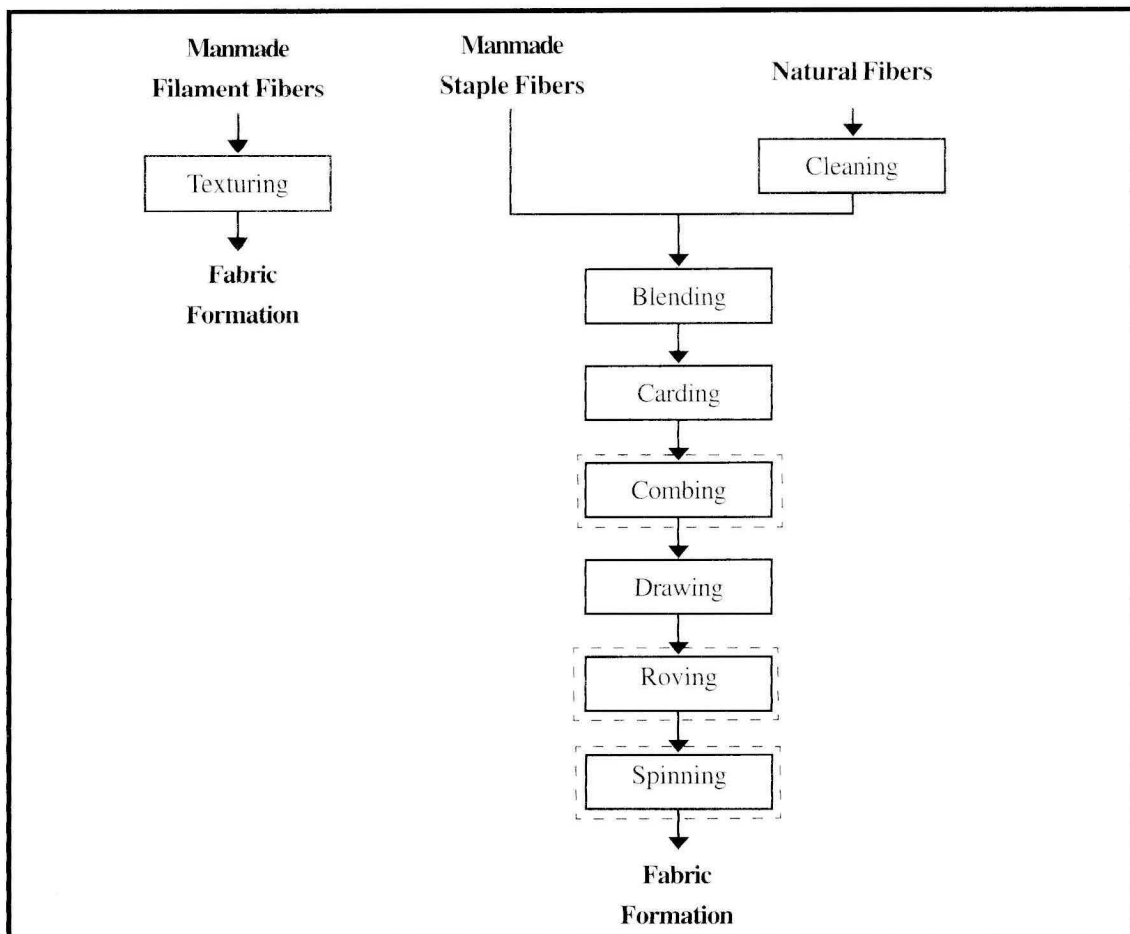 Manmade
Filament Fibers
Texturing
Fabric
Formation
Manmade
Staple Fibers
Natural Fibers
Cleaning
Blending
Carding
Combing
Drawing
Roving
Spinning
Fabric
Formation